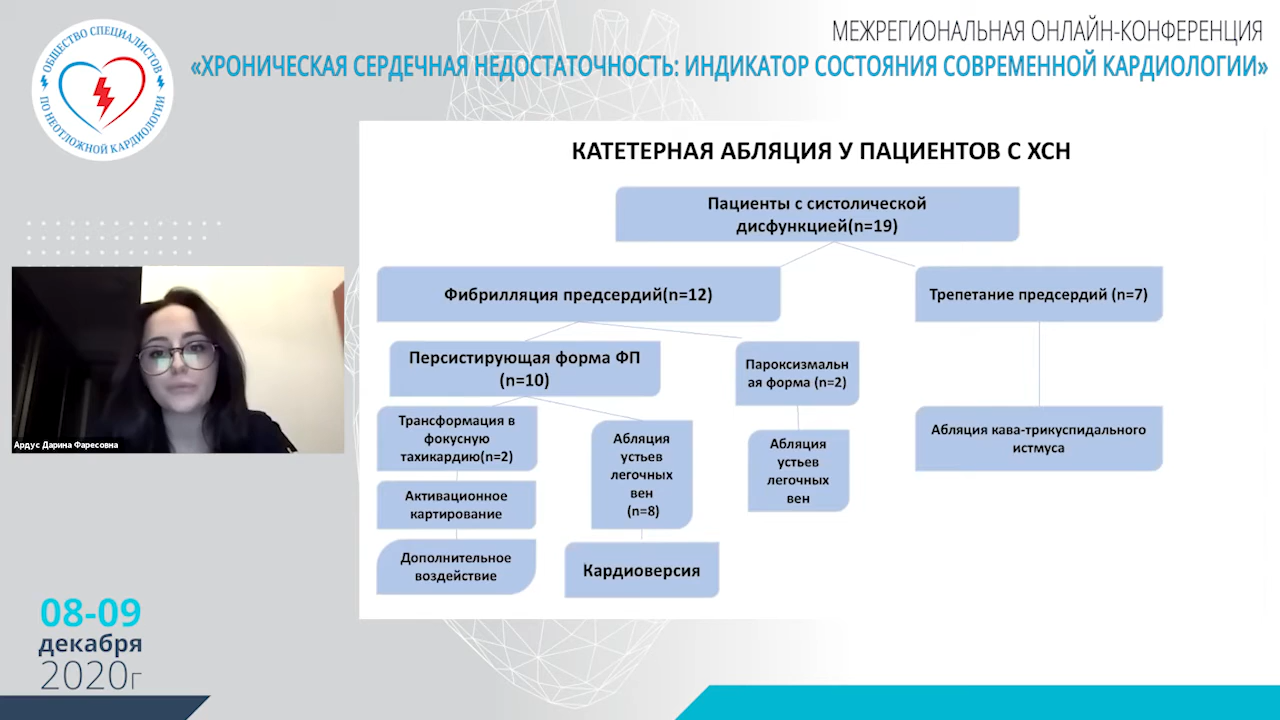 МЕЖРЕГИОНАЛЬНАЯ ОНЛАЙН-КОНФЕРЕНЦИЯ
«ХРОНИЧЕСКАЯ СЕРДЕЧНАЯ НЕДОСТАТОЧНОСТЬ: ИНДИКАТОР СОСТОЯНИЯ СОВРЕМЕННОЙ КАРДИОЛОГИИ»
ОБЩЕСТВО СПЕЦИАЛИСТОВ
ПО НЕОТЛОЖНОЙ КАРДИОЛОГИИ
КАТЕТЕРНАЯ АБЛЯЦИЯ У ПАЦИЕНТОВ С ХСН
Пациенты с систолической
дисфункцией(n=19)
Фибрилляция предсердий(n=12)
Трепетание предсердий (n=7)
Персистирующая форма ФП
(n=10)
Пароксизмальн
ая форма (n=2)
Трансформация в
фокусную
тахикардию(n=2)
Абляция
устьев
легочных
вен
(n=8)
Абляция
устьев
легочных
вен
Абляция кава-трикуспидального
истмуса
Активационное
картирование
Дополнительное
воздействие
Кардиоверсия
Ардус Дарина Фаресовна
08-09
декабря
2020г